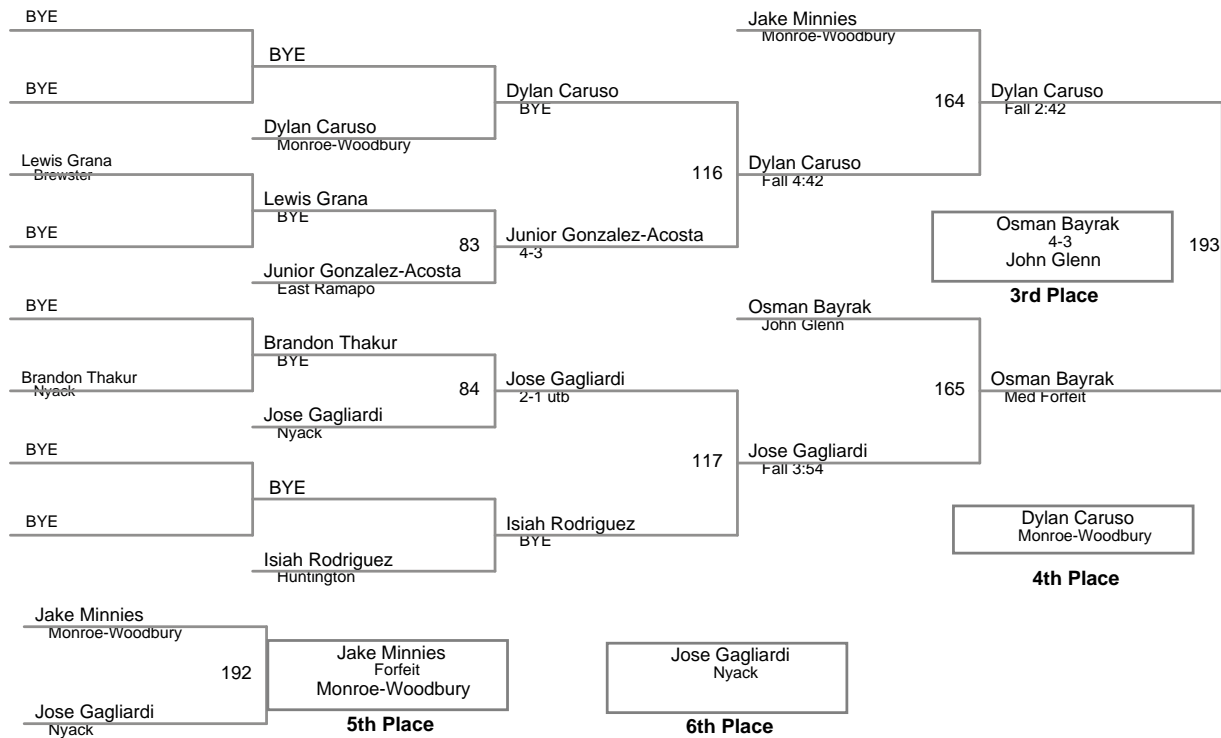 BYE
BYE
BYE
Dylan Caruso
Monroe-Woodbury
Dylan Caruso
BYE
Lewis Grana
Brewster
BYE
Lewis Grana
BYE
83
Junior Gonzalez-Acosta
East Ramapo
Junior Gonzalez-Acosta
4-3
116
Dylan Caruso
Fall 4:42
Jake Minnies
Monroe-Woodbury
164
Dylan Caruso
Fall 2:42
Osman Bayrak
4-3
John Glenn
3rd Place
193
BYE
Brandon Thakur
Nyack
Brandon Thakur
BYE
84
Jose Gagliardi
Nyack
Jose Gagliardi
2-1 utb
BYE
BYE
BYE
Isiah Rodriguez
Huntington
Isiah Rodriguez
BYE
117
Jose Gagliardi
Fall 3:54
Osman Bayrak
John Glenn
165
Osman Bayrak
Med Forfeit
Dylan Caruso
Monroe-Woodbury
4th Place
Jake Minnies
Monroe-Woodbury
192
Jose Gagliardi
Nyack
Jake Minnies
Forfeit
Monroe-Woodbury
5th Place
Jose Gagliardi
Nyack
6th Place